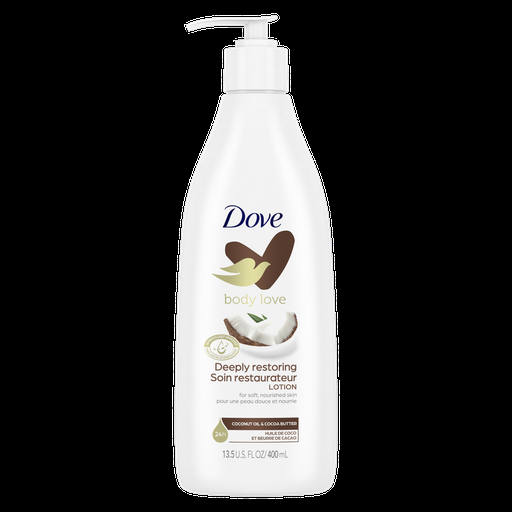 Dove
body love
Deeply restoring
Soin restaurateur
LOTION
for soft, nourished skin
pour une peau douce et nourrie
COCONUT OIL & COCOA BUTTER
24H
HUILE DE COCO
ET BEURRE DE CACAO
13.5 U.S. FL OZ/400 mL